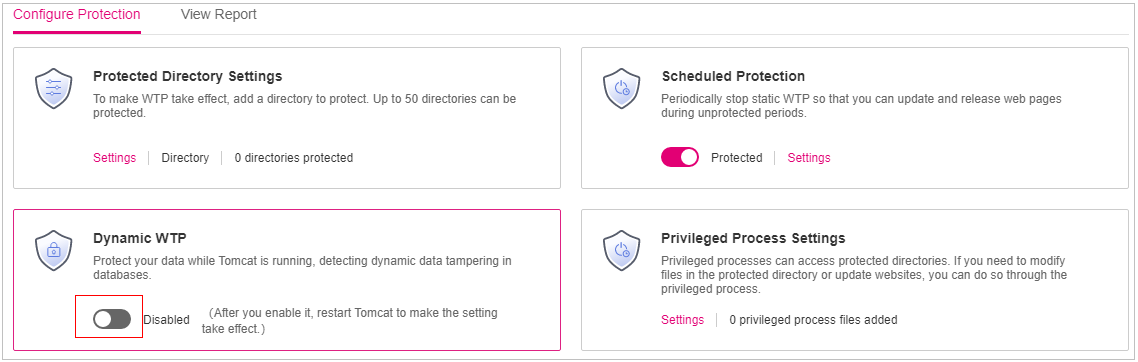 Configure Protection
View Report
Protected Directory Settings
To make WTP take effect, add a directory to protect. Up to 50 directories can be
protected.
Settings
Directory
0 directories protected
Scheduled Protection
Periodically stop static WTP so that you can update and release web pages
during unprotected periods.
Protected
Settings
Dynamic WTP
Protect your data while Tomcat is running, detecting dynamic data tampering in
databases.
Disabled
（After you enable it, restart Tomcat to make the setting
take effect.）
Privileged Process Settings
Privileged processes can access protected directories. If you need to modify
files in the protected directory or update websites, you can do so through the
privileged process.
Settings
0 privileged process files added